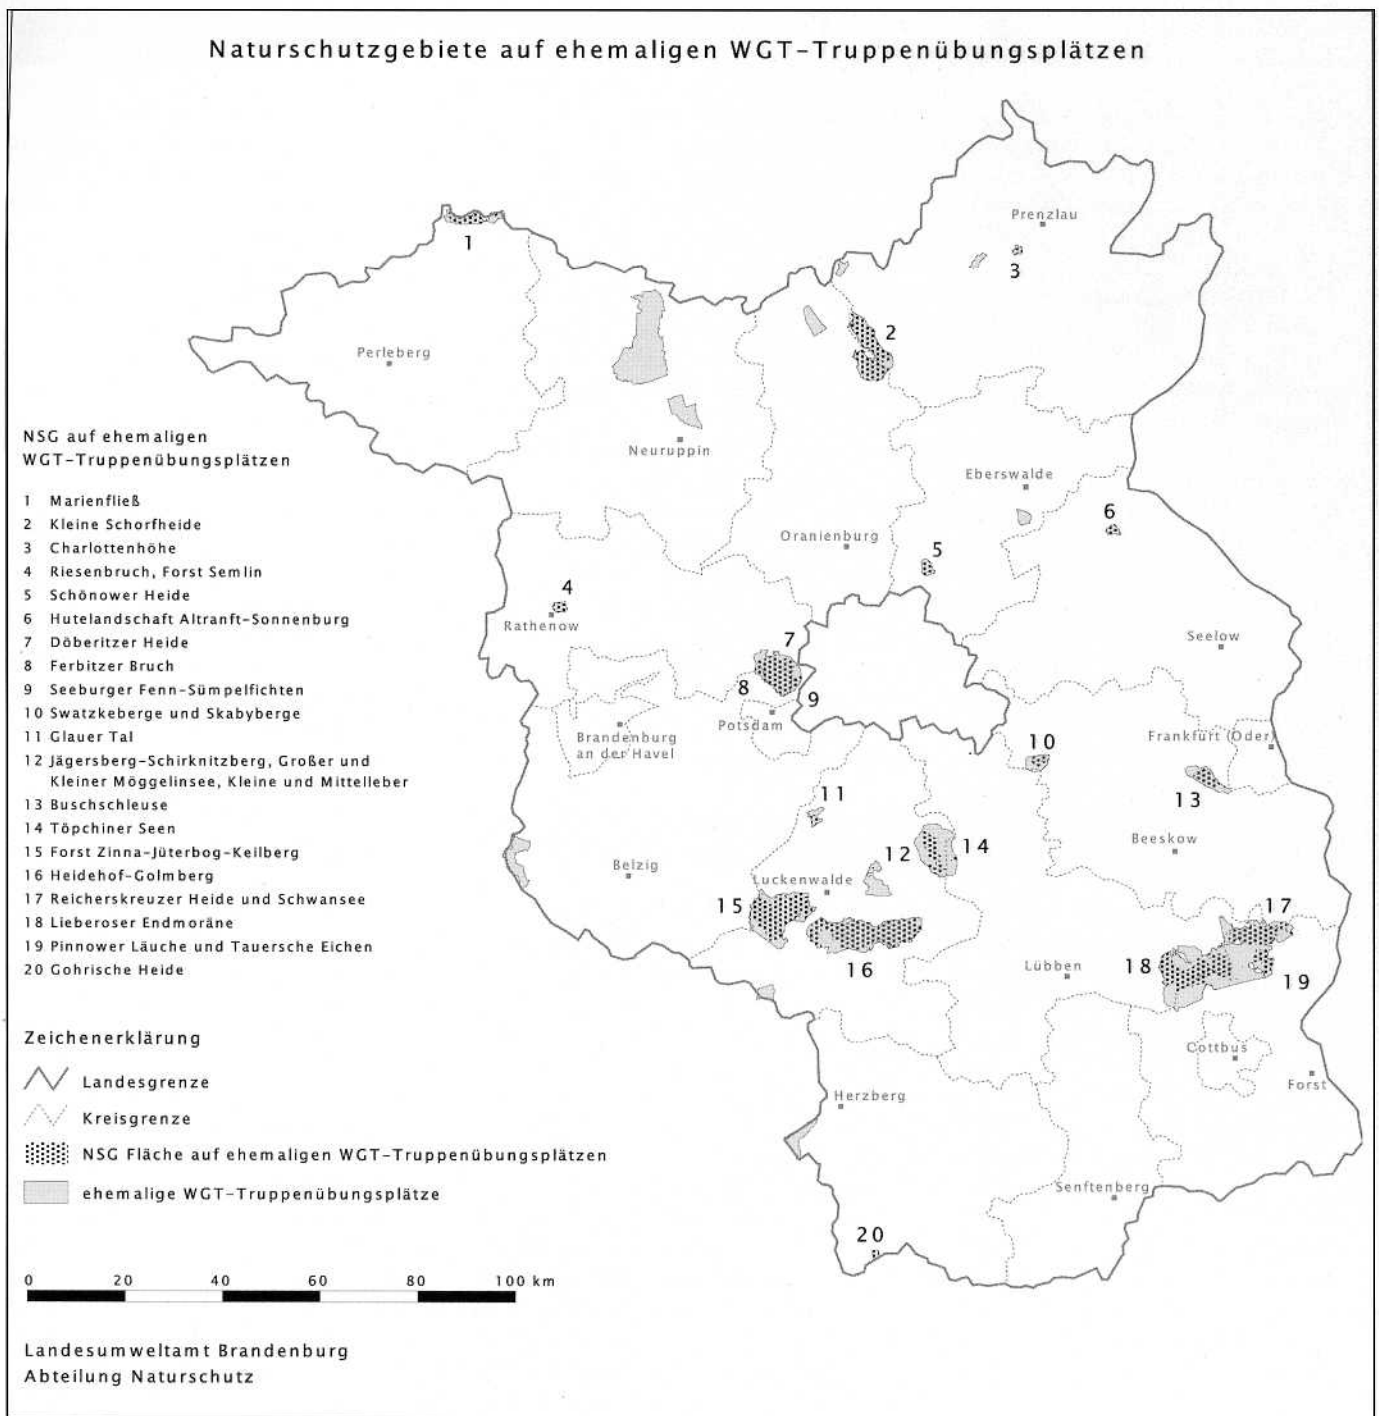 Naturschutzgebiete auf ehemaligen WGT-Truppenübungsplätzen
Prenzlau
1
3
2
Perleberg
NSG auf ehemaligen
WGT-Truppenübungsplätzen
Neuruppin
Eberswalde
1 Marienfließ
2 Kleine Schorfheide
3 Charlottenhöhe
4 Riesenbruch, Forst Semlin
5 Schönower Heide
6 Hutelandschaft Altranft-Sonnenburg
7 Döberitzer Heide
8 Ferbitzer Bruch
9 Seeburger Fenn-Sümpelfichten
10 Swatzkeberge und Skabyberge
11 Glauer Tal
12 Jägersberg-Schirknitzberg, Großer und
Kleiner Möggelinsee, Kleine und Mittelleber
13 Buschschleuse
14 Töpchiner Seen
15 Forst Zinna-Jüterbog-Keilberg
16 Heidehof-Golmberg
17 Reicherskreuzer Heide und Schwansee
18 Lieberoser Endmoräne
19 Pinnower Läuche und Tauersche Eichen
20 Gohrische Heide
6
Oranienburg
5
4
Rathenow
Seelow
7
8
9
Potsdam
Brandenburg
an der Havel
10
Frankfurt (Oder)
11
13
Beeskow
12
14
Belzig
Luckenwalde
15
17
16
Lübben
18
19
Cottbus
Forst
Herzberg
Senftenberg
20
Zeichenerklärung
Landesgrenze
Kreisgrenze
NSG Fläche auf ehemaligen WGT-Truppenübungsplätzen
ehemalige WGT-Truppenübungsplätze
0 20 40 60 80 100 km
Landesumweltamt Brandenburg
Abteilung Naturschutz